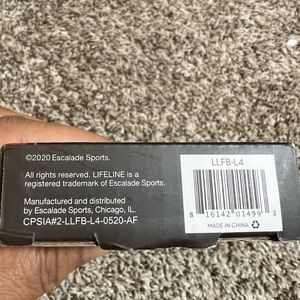 ©2020 Escalade Sports.
All rights reserved. LIFELINE is a
registered trademark of Escalade Sports.
Manufactured and distributed
by Escalade Sports, Chicago, IL.
CPSIA#2-LLFB-L4-0520-AF
LLFB-L4
8 16142 01499 3
MADE IN CHINA